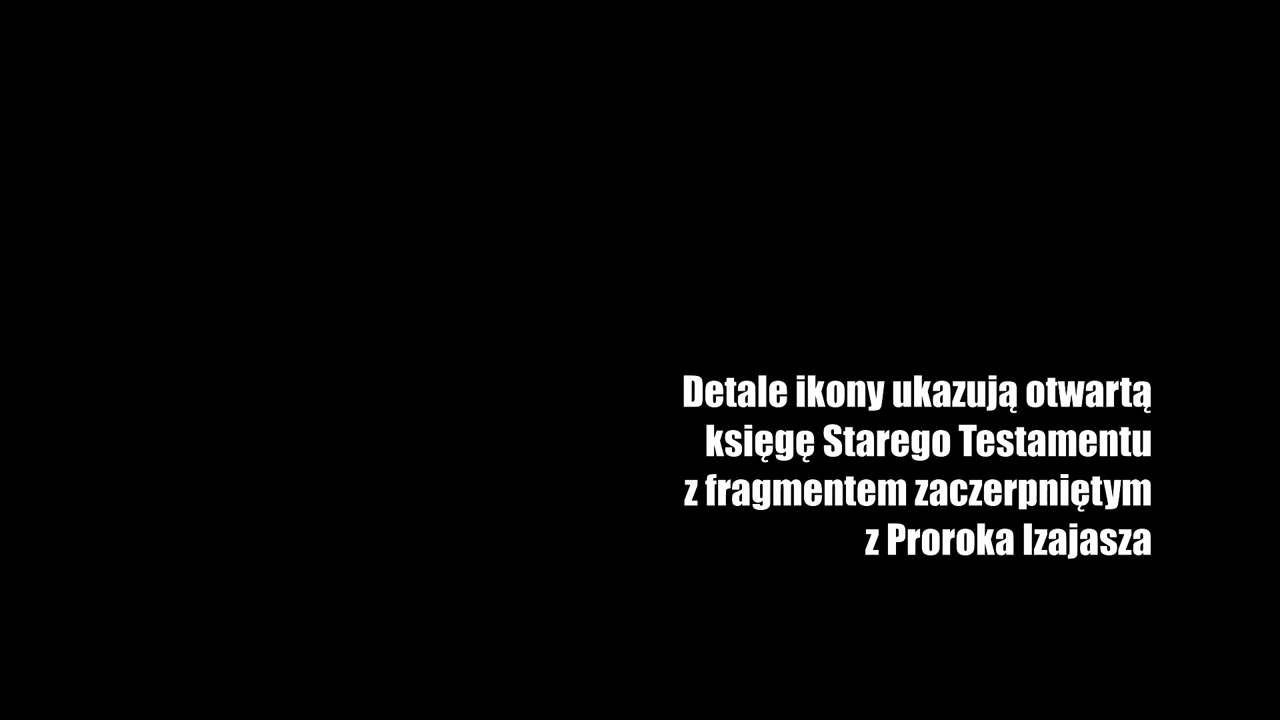 Detale ikony ukazują otwartą
księgę Starego Testamentu
z fragmentem zaczerpniętym
z Proroka Izajasza